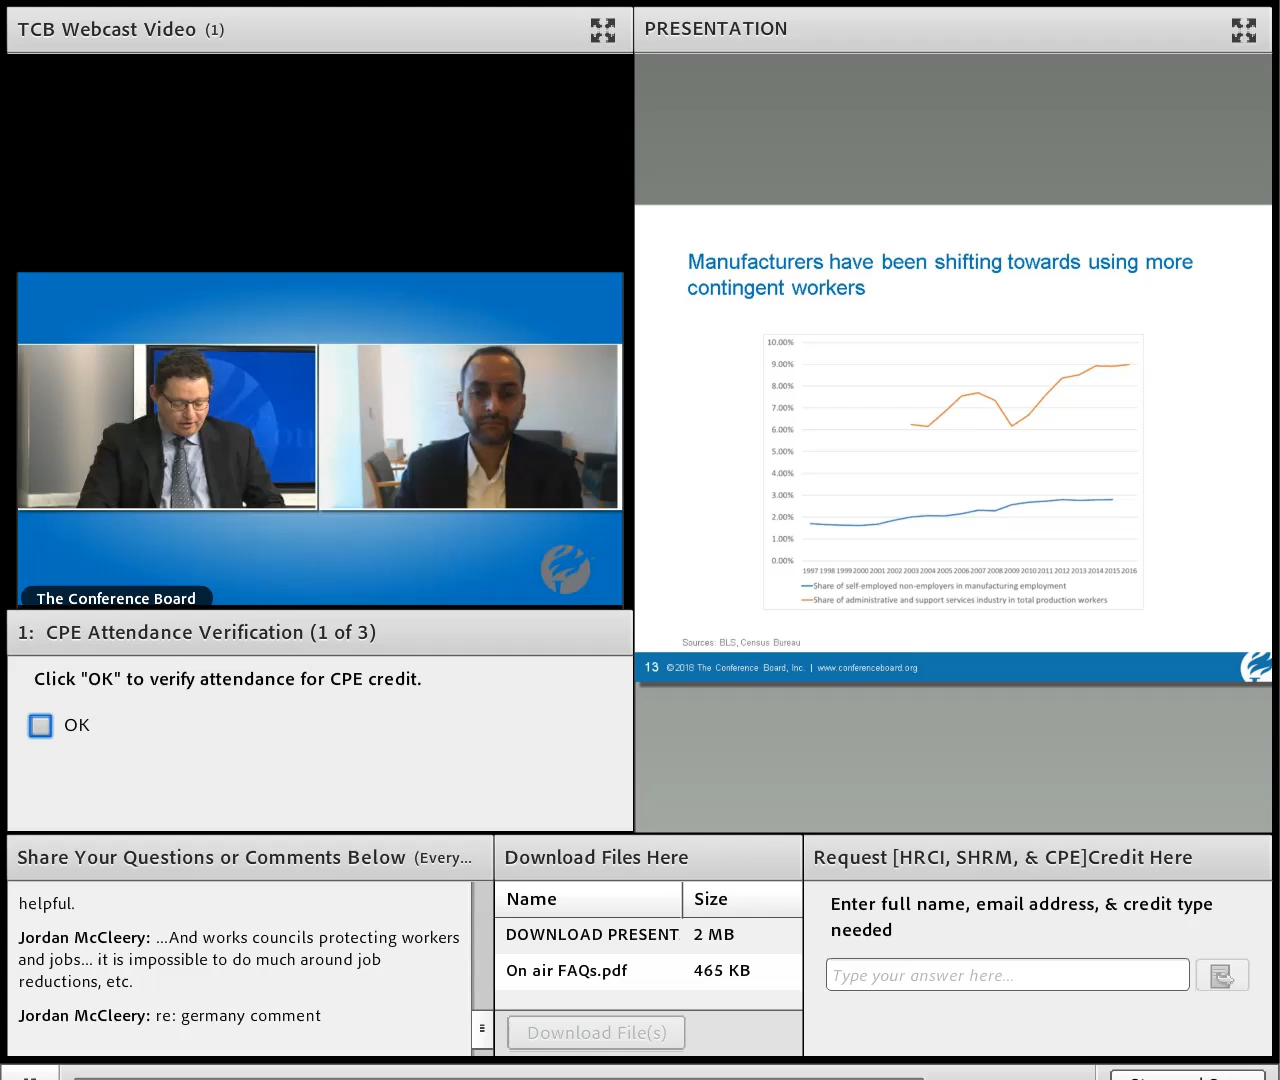 TCB Webcast Video (1)
PRESENTATION
Manufacturers have been shifting towards using more
contingent workers
10.00%
9.00%
8.00%
7.00%
6.00%
5.00%
4.00%
3.00%
2.00%
1.00%
0.00%
1997 1998 1999 2000 2001 2002 2003 2004 2005 2006 2007 2008 2009 2010 2011 2012 2013 2014 2015 2016
Share of self-employed non-employers in manufacturing employment
Share of administrative and support services industry in total production workers
Sources: BLS, Census Bureau
13 ©2018 The Conference Board, Inc. | www.conferenceboard.org
The Conference Board
1: CPE Attendance Verification (1 of 3)
Click "OK" to verify attendance for CPE credit.
OK
Share Your Questions or Comments Below (Every...
helpful.
Jordan McCleery: ...And works councils protecting workers
and jobs... it is impossible to do much around job
reductions, etc.
Jordan McCleery: re: germany comment
Download Files Here
Name Size
DOWNLOAD PRESENT 2 MB
On air FAQs.pdf 465 KB
Download File(s)
Request [HRCI, SHRM, & CPE]Credit Here
Enter full name, email address, & credit type
needed
Type your answer here...